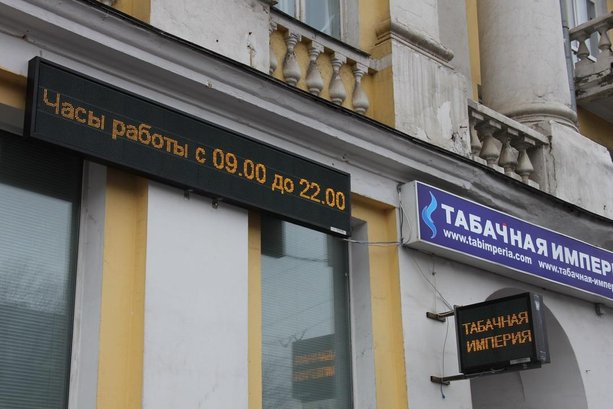 Часы работы с 09.00 до 22.00
ТАБАЧНАЯ ИМПЕР
www.tabimperia.com www.табачная-импе
ТАБАЧНАЯ
ИМПЕРИЯ